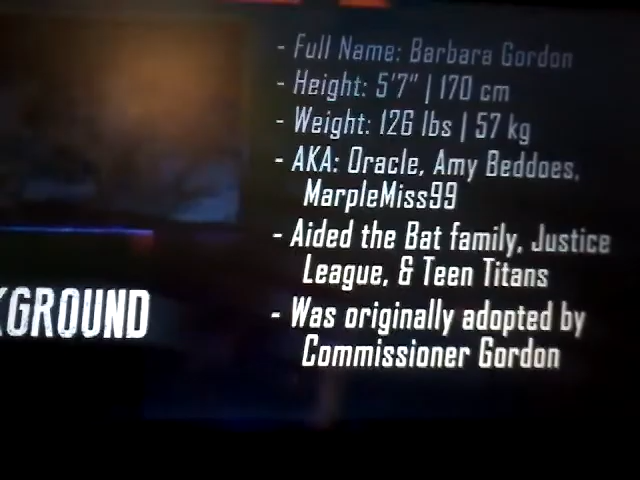 - Full Name: Barbara Gordon
- Height: 5'7" | 170 cm
- Weight: 126 lbs | 57 kg
- AKA: Oracle, Amy Beddoes,
MarpleMiss99
- Aided the Bat family, Justice
League, & Teen Titans
KGROUND
- Was originally adopted by
Commissioner Gordon